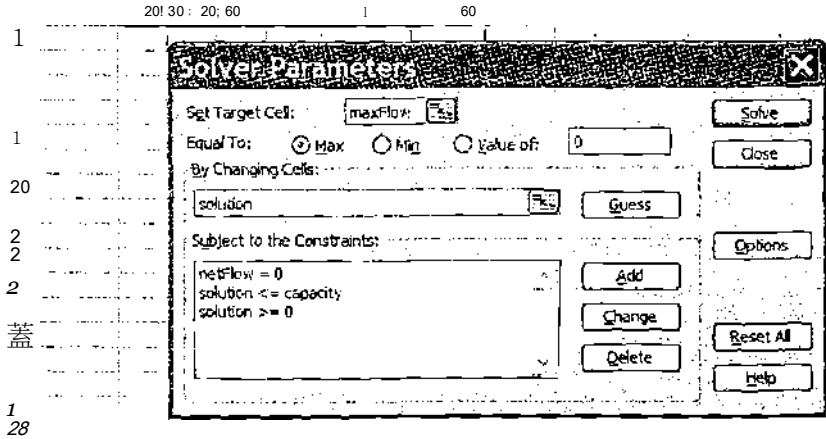 20! 30 : 20; 60 1 60
1
Solver Parameters
Set Target Cell: maxFlow
Solve
1
Equal To: Max Min Value of: 0
Close
By Changing Cells:
20
solution
Guess
2
Subject to the Constraints:
Options
2
netFlow = 0
Add
2
solution <= capacity
solution >= 0
Change
蓋
Reset All
Delete
Help
1
28